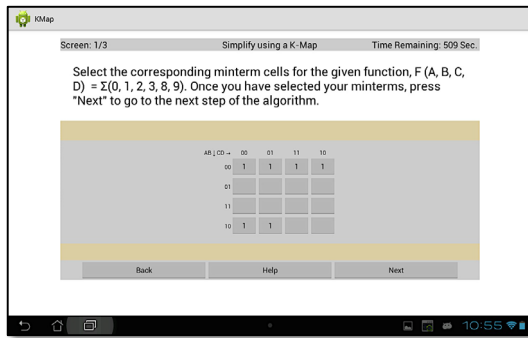 KMap
Screen: 1/3 Simplify using a K-Map Time Remaining: 509 Sec.
Select the corresponding minterm cells for the given function, F (A, B, C,
D) = Σ(0, 1, 2, 3, 8, 9). Once you have selected your minterms, press
"Next" to go to the next step of the algorithm.
AB ↓ CD → 00 01 11 10
00 1 1 1 1
01
11
10 1 1
Back Help Next
10:55